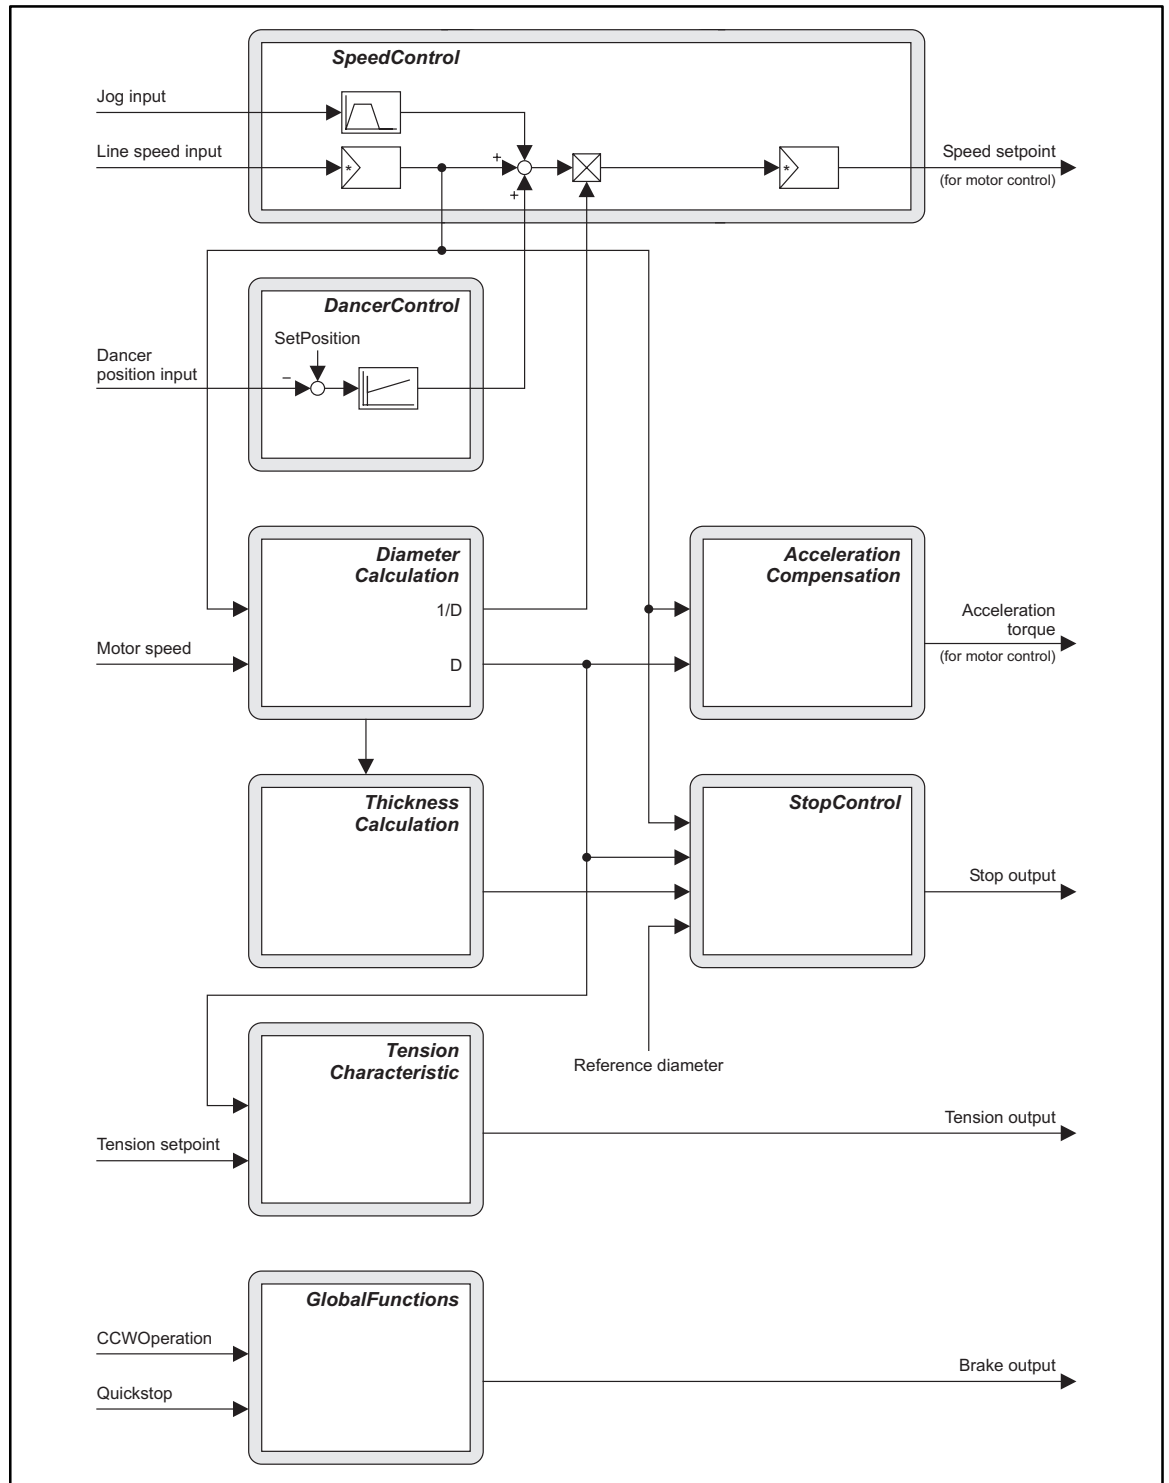 SpeedControl
Jog input
Line speed input
*
+
+
*
Speed setpoint
(for motor control)
DancerControl
SetPosition
Dancer
position input
–
Diameter
Calculation
1/D
D
Motor speed
Acceleration
Compensation
Acceleration
torque
(for motor control)
Thickness
Calculation
StopControl
Stop output
Reference diameter
Tension
Characteristic
Tension setpoint
Tension output
GlobalFunctions
CCWOperation
Quickstop
Brake output